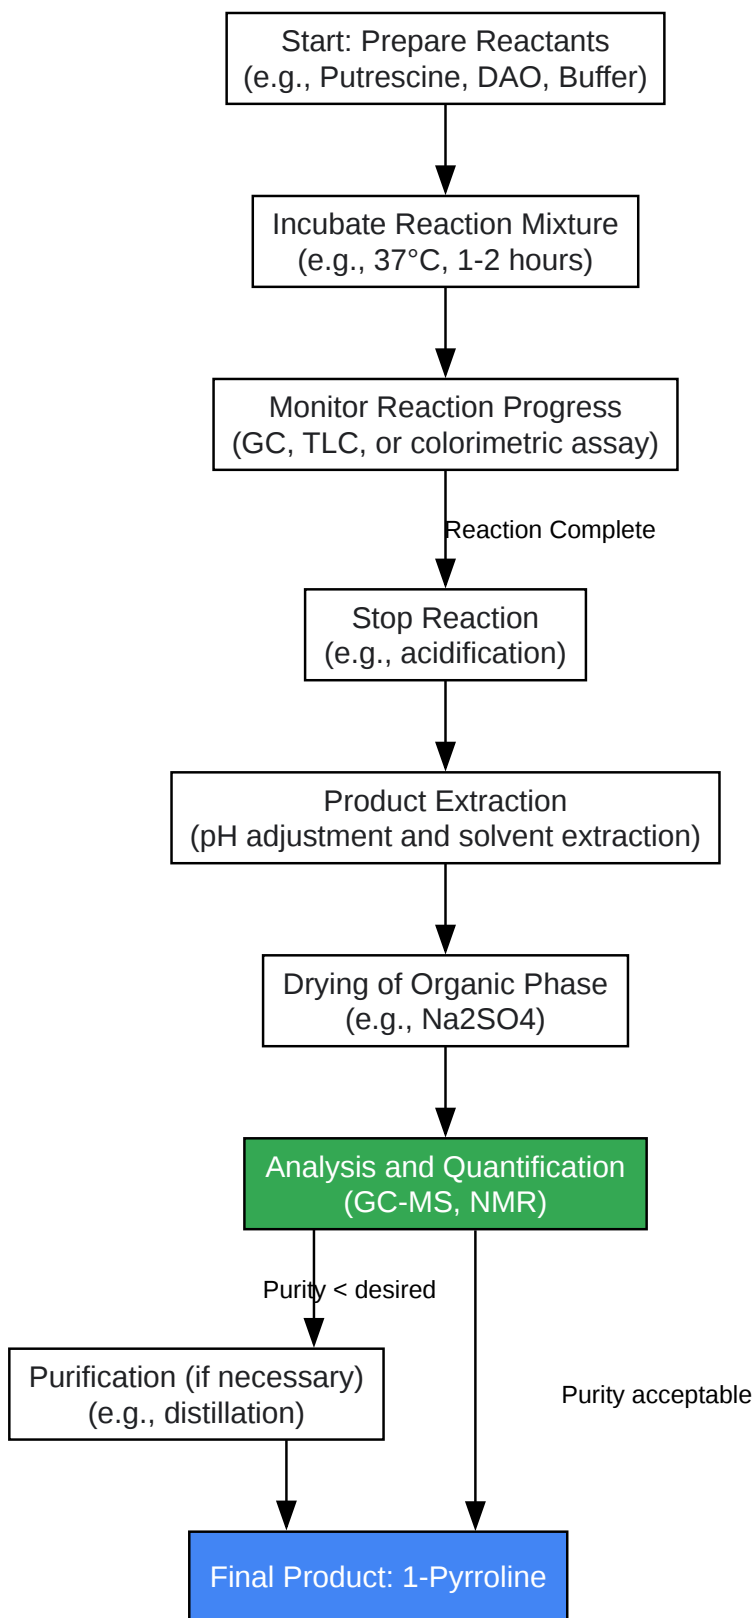 Start: Prepare Reactants
(e.g., Putrescine, DAO, Buffer)
Incubate Reaction Mixture
(e.g., 37°C, 1-2 hours)
Monitor Reaction Progress
(GC, TLC, or colorimetric assay)
Reaction Complete
Stop Reaction
(e.g., acidification)
Product Extraction
(pH adjustment and solvent extraction)
Drying of Organic Phase
(e.g., Na2SO4)
Analysis and Quantification
(GC-MS, NMR)
Purity < desired
Purification (if necessary)
(e.g., distillation)
Purity acceptable
Final Product: 1-Pyrroline